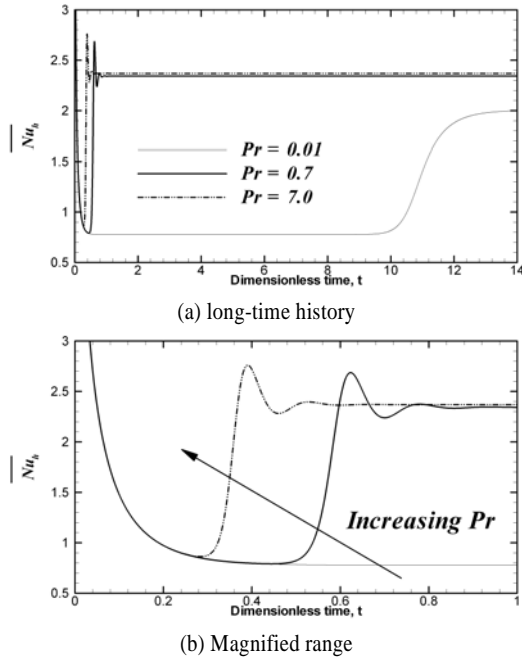 3
2.5
2
1.5
1
0.5
Nu_h
Pr = 0.01
Pr = 0.7
Pr = 7.0
0 2 4 6 8 10 12 14
Dimensionless time, t
(a) long-time history
3
2.5
2
1.5
1
0.5
Nu_h
Increasing Pr
0 0.2 0.4 0.6 0.8 1
Dimensionless time, t
(b) Magnified range